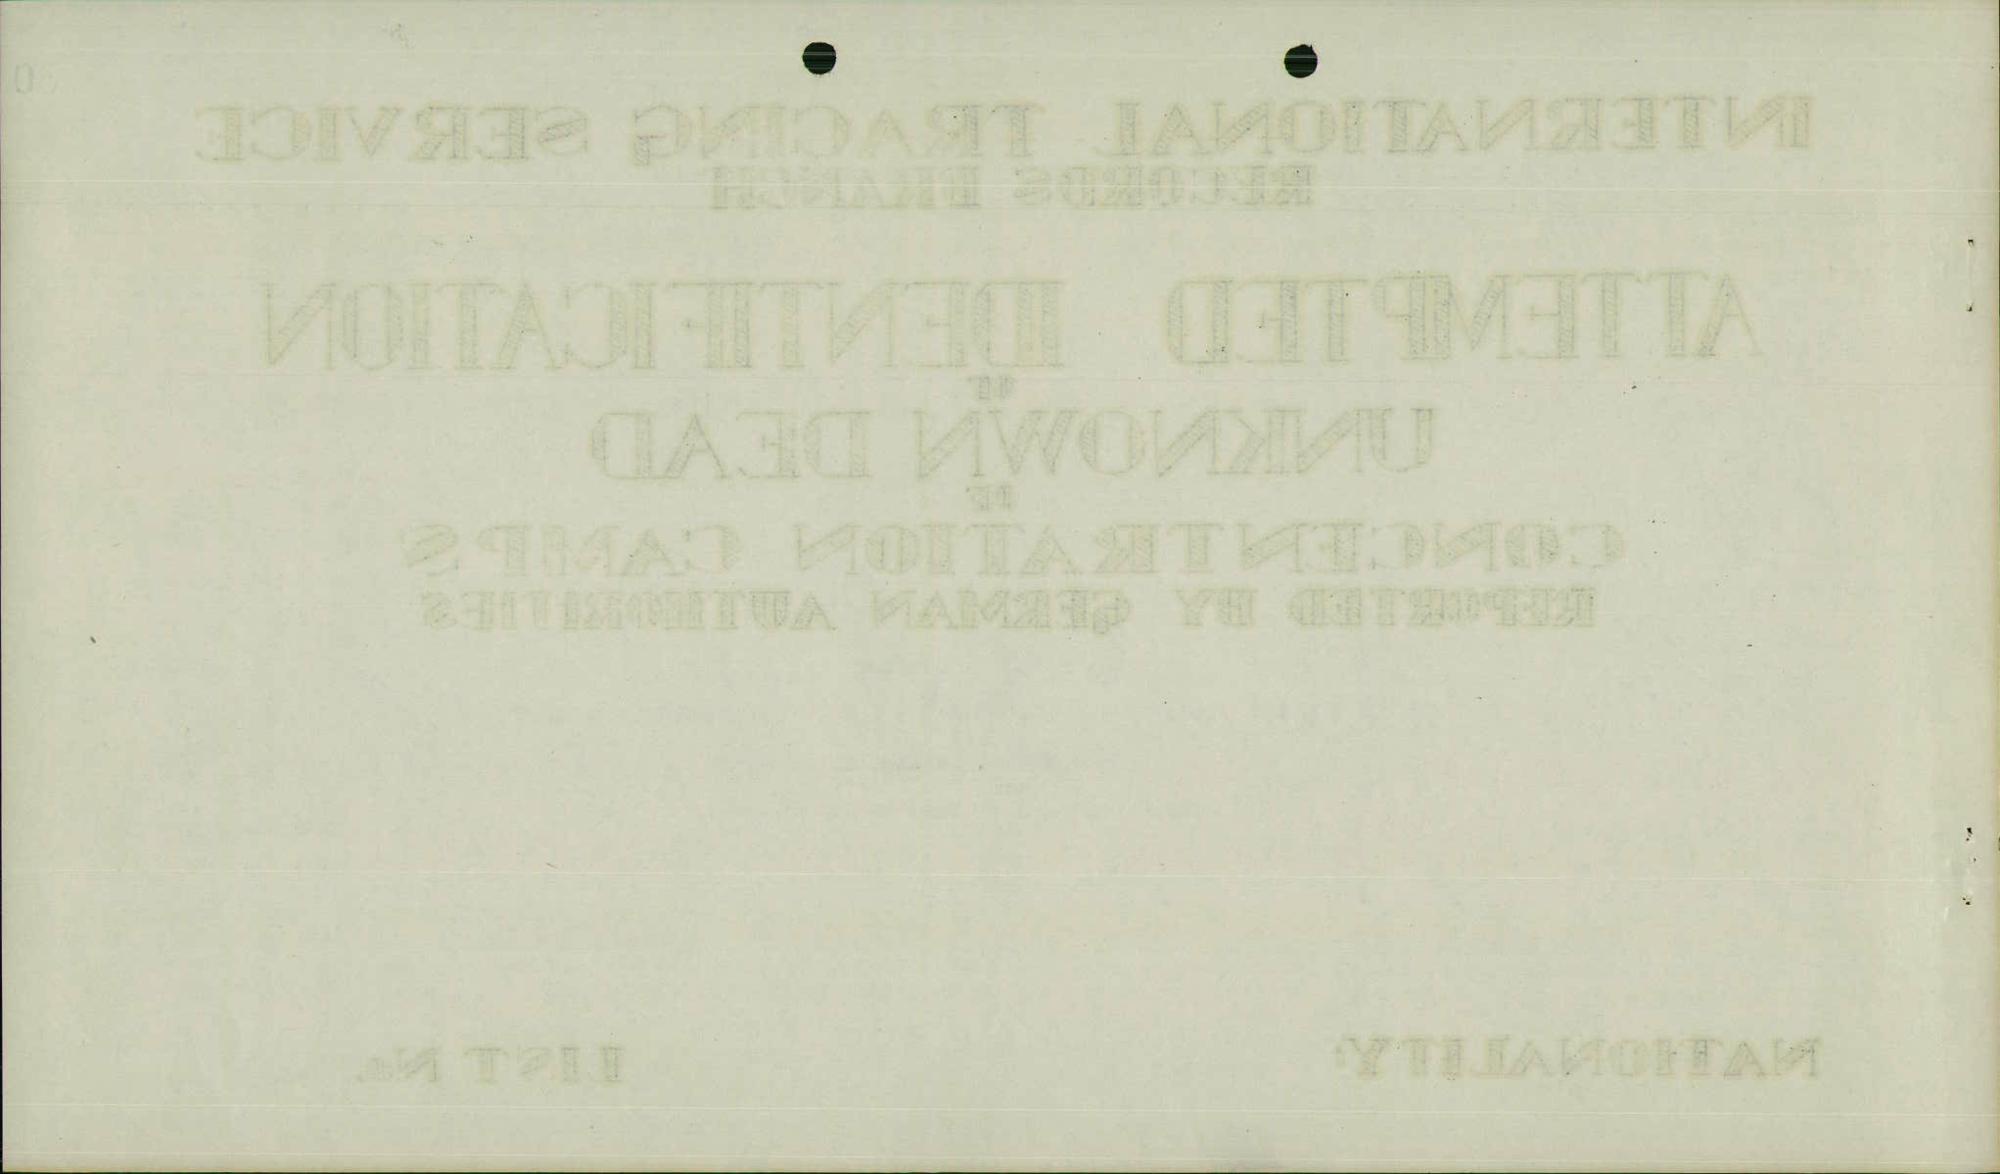 INTERNATIONAL TRACING SERVICE
RECORDS BRANCH
ATTEMPTED IDENTIFICATION
OF
UNKNOWN DEAD
OF
CONCENTRATION CAMPS
REPORTED BY GERMAN AUTHORITIES
NATIONALITY: LIST No.